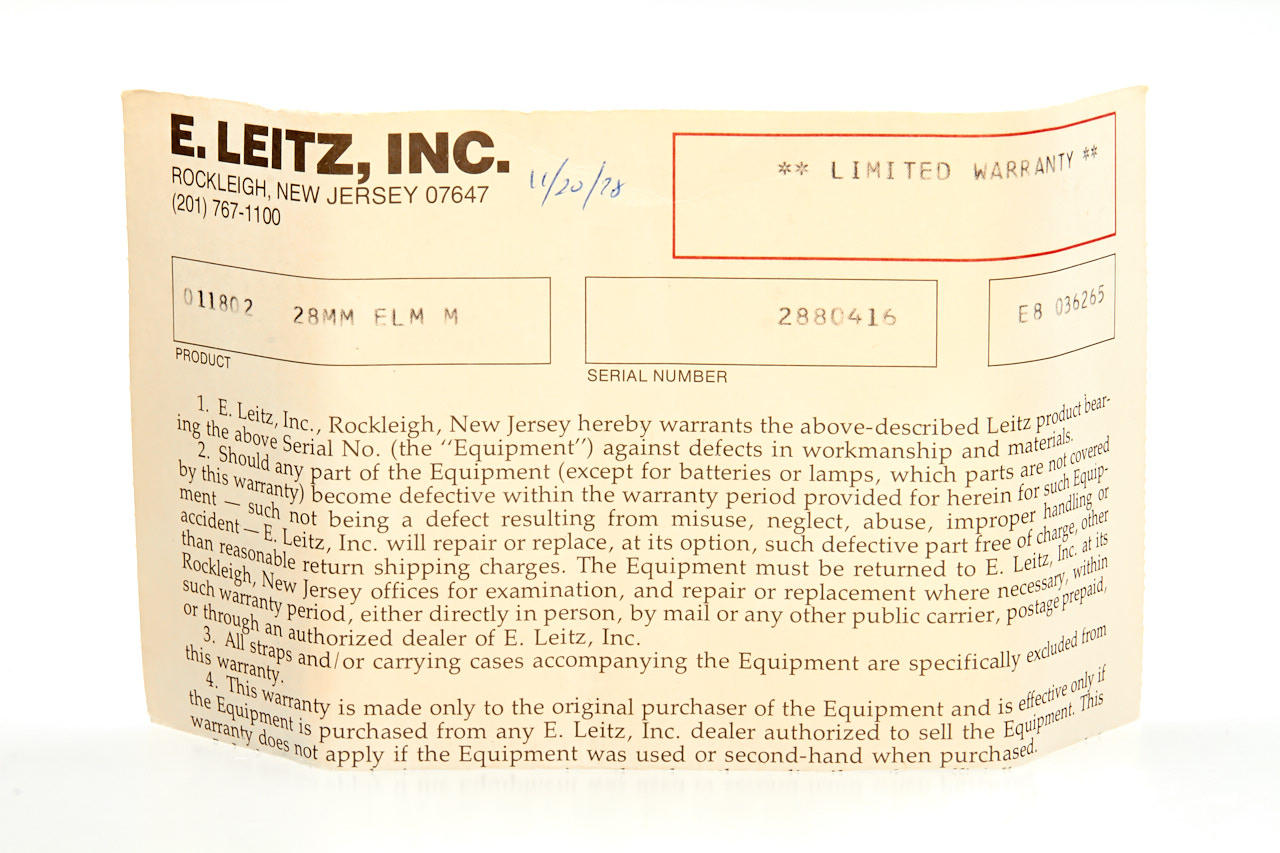 E. LEITZ, INC.
ROCKLEIGH, NEW JERSEY 07647
(201) 767-1100
11/20/78
** LIMITED WARRANTY **
011802 28MM ELM M
PRODUCT
2880416
SERIAL NUMBER
E8 036265
1. E. Leitz, Inc., Rockleigh, New Jersey hereby warrants the above-described Leitz product bear-
ing the above Serial No. (the "Equipment") against defects in workmanship and materials.
2. Should any part of the Equipment (except for batteries or lamps, which parts are not covered
by this warranty) become defective within the warranty period provided for herein for such Equip-
ment — such not being a defect resulting from misuse, neglect, abuse, improper handling or
accident — E. Leitz, Inc. will repair or replace, at its option, such defective part free of charge, other
than reasonable return shipping charges. The Equipment must be returned to E. Leitz, Inc. at its
Rockleigh, New Jersey offices for examination, and repair or replacement where necessary, within
such warranty period, either directly in person, by mail or any other public carrier, postage prepaid,
or through an authorized dealer of E. Leitz, Inc.
3. All straps and/or carrying cases accompanying the Equipment are specifically excluded from
this warranty.
4. This warranty is made only to the original purchaser of the Equipment and is effective only if
the Equipment is purchased from any E. Leitz, Inc. dealer authorized to sell the Equipment. This
warranty does not apply if the Equipment was used or second-hand when purchased.